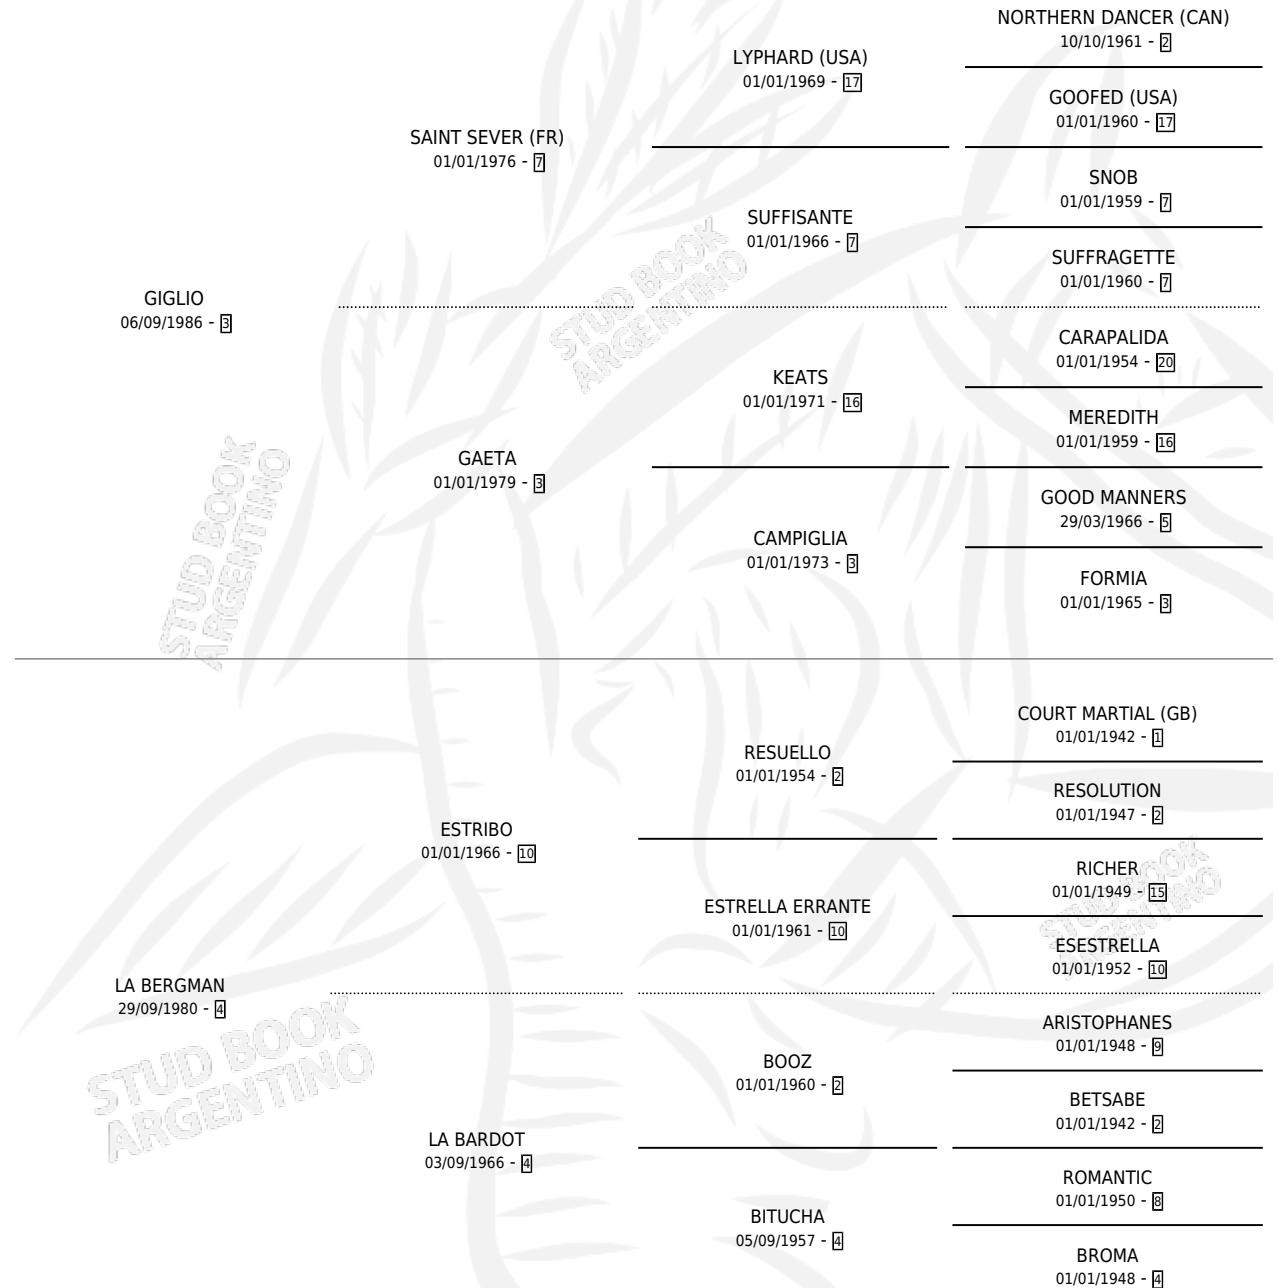 NORTHERN DANCER (CAN)
10/10/1961 - 2
LYPHARD (USA)
01/01/1969 - 17
GOOFED (USA)
01/01/1960 - 17
SAINT SEVER (FR)
01/01/1976 - 7
SNOB
01/01/1959 - 7
SUFFISANTE
01/01/1966 - 7
SUFFRAGETTE
01/01/1960 - 7
GIGLIO
06/09/1986 - 3
STUD BOOK
ARGENTINO
CARAPALIDA
01/01/1954 - 20
KEATS
01/01/1971 - 16
MEREDITH
01/01/1959 - 16
GAETA
01/01/1979 - 3
GOOD MANNERS
29/03/1966 - 5
CAMPIGLIA
01/01/1973 - 3
FORMIA
01/01/1965 - 3
STUD BOOK
ARGENTINO
COURT MARTIAL (GB)
01/01/1942 - 1
RESUELLO
01/01/1954 - 2
RESOLUTION
01/01/1947 - 2
ESTRIBO
01/01/1966 - 10
RICHER
01/01/1949 - 15
STUD BOOK
ARGENTINO
ESTRELLA ERRANTE
01/01/1961 - 10
ESESTRELLA
01/01/1952 - 10
LA BERGMAN
29/09/1980 - 4
STUD BOOK
ARGENTINO
ARISTOPHANES
01/01/1948 - 9
BOOZ
01/01/1960 - 2
BETSABE
01/01/1942 - 2
LA BARDOT
03/09/1966 - 4
ROMANTIC
01/01/1950 - 8
BITUCHA
05/09/1957 - 4
BROMA
01/01/1948 - 4